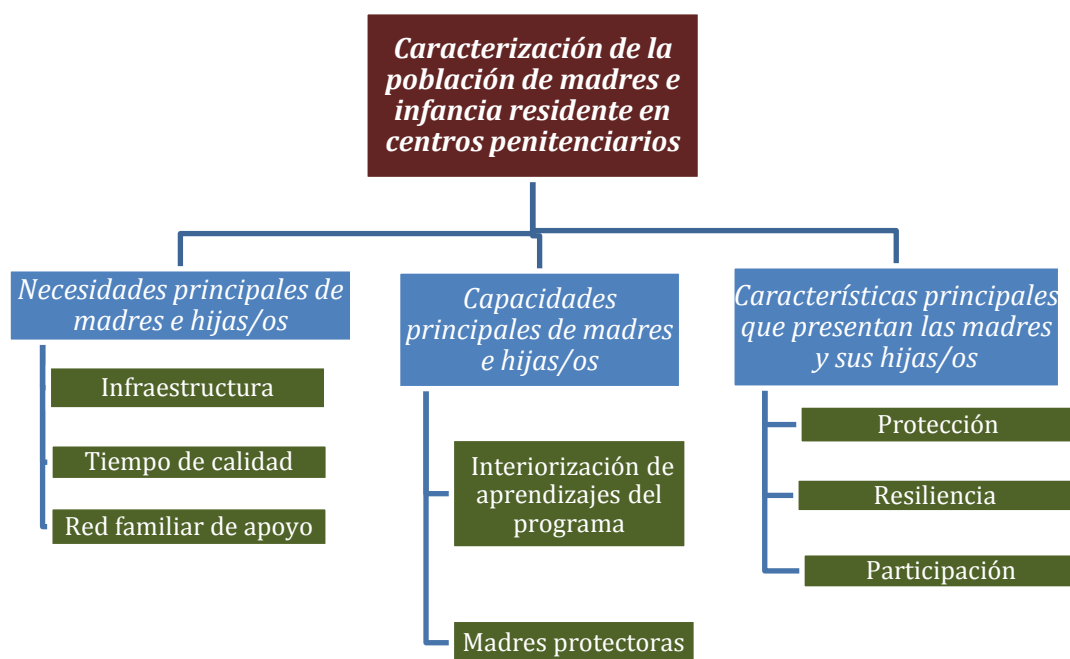 Caracterización de la
población de madres e
infancia residente en
centros penitenciarios
Necesidades principales de
madres e hijas/os
Infraestructura
Tiempo de calidad
Red familiar de apoyo
Capacidades
principales de madres
e hijas/os
Interiorización de
aprendizajes del
programa
Madres protectoras
Características principales
que presentan las madres
y sus hijas/os
Protección
Resiliencia
Participación